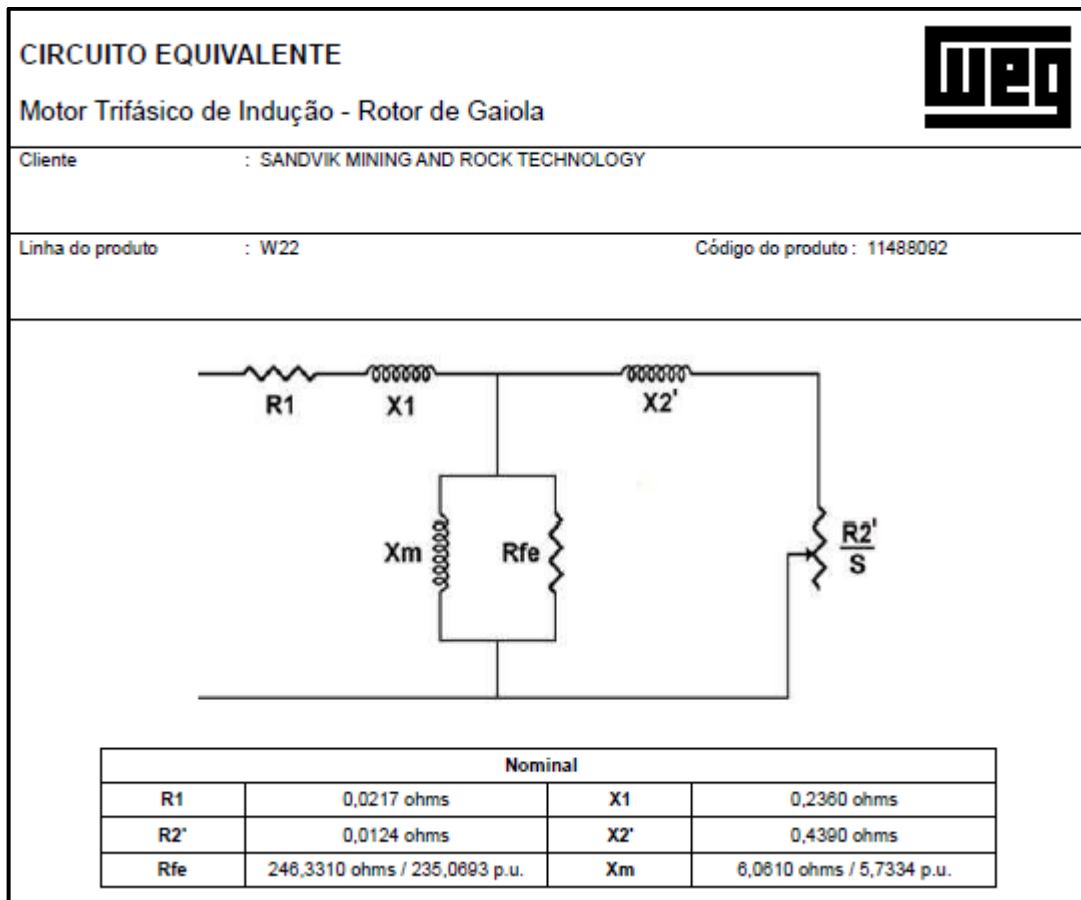 CIRCUITO EQUIVALENTE
weg
Motor Trifásico de Indução - Rotor de Gaiola
Cliente : SANDVIK MINING AND ROCK TECHNOLOGY
Linha do produto : W22 Código do produto : 11488092
R1 X1 X2'
Xm Rfe R2'
S
Nominal
R1 0,0217 ohms X1 0,2360 ohms
R2' 0,0124 ohms X2' 0,4390 ohms
Rfe 246,3310 ohms / 235,0693 p.u. Xm 6,0610 ohms / 5,7334 p.u.